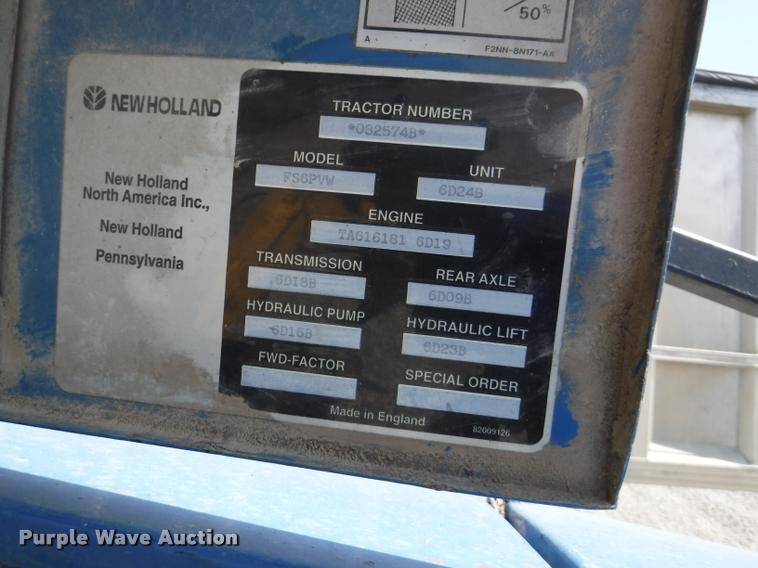 50%
A
F2NN-8N171-AA
NEW HOLLAND
New Holland
North America Inc.,
New Holland
Pennsylvania
TRACTOR NUMBER
*032574B*
MODEL
FS6PVW
UNIT
6D24B
ENGINE
TA616181 6D19
TRANSMISSION
6D18B
REAR AXLE
6D09B
HYDRAULIC PUMP
6D16B
HYDRAULIC LIFT
6D23B
FWD-FACTOR
SPECIAL ORDER
Made in England
82009126
Purple Wave Auction